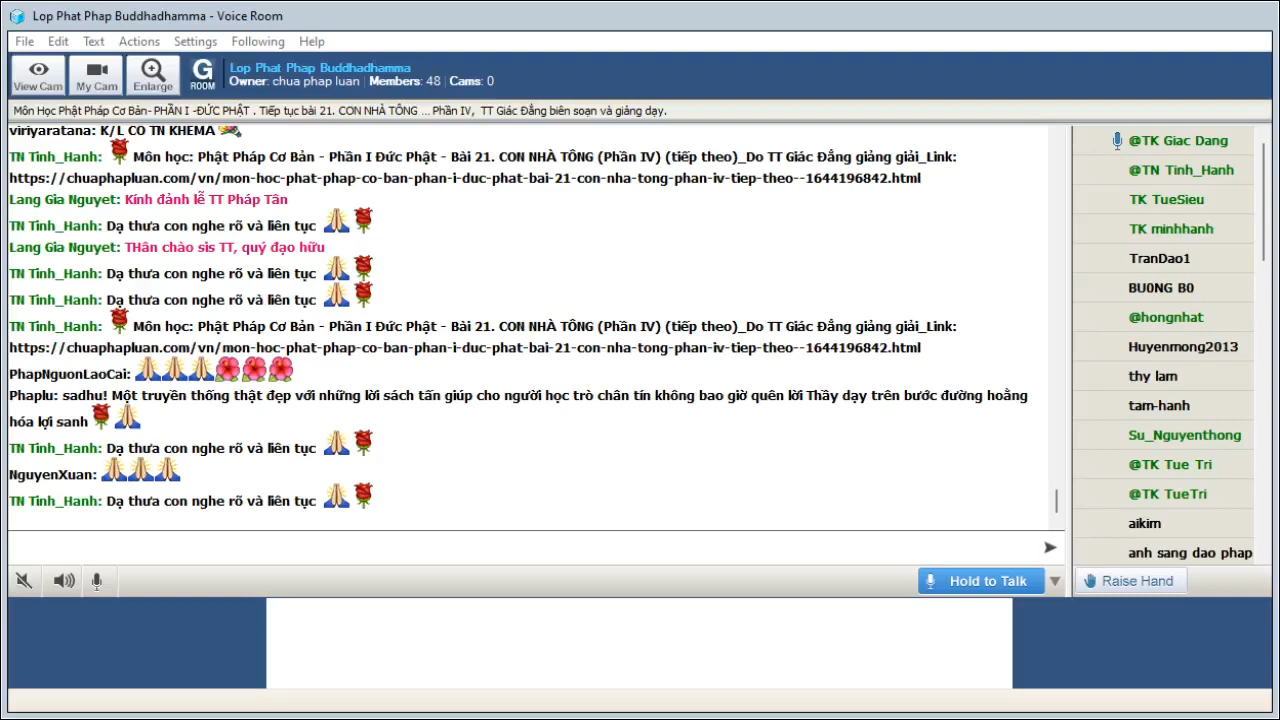 Lop Phat Phap Buddhadhamma - Voice Room
File Edit Text Actions Settings Following Help
View Cam My Cam Enlarge G ROOM
Lop Phat Phap Buddhadhamma
Owner: chua phap luan Members: 48 Cams: 0
Môn Học Phật Pháp Cơ Bản- PHẦN I -ĐỨC PHẬT . Tiếp tục bài 21. CON NHÀ TÔNG ... Phần IV, TT Giác Đẳng biên soạn và giảng dạy.
viriyaratana: K/L CO TN KHEMA
TN Tinh_Hanh: Môn học: Phật Pháp Cơ Bản - Phần I Đức Phật - Bài 21. CON NHÀ TÔNG (Phần IV) (tiếp theo)_Do TT Giác Đẳng giảng giải_Link:
https://chuaphapluan.com/vn/mon-hoc-phat-phap-co-ban-phan-i-duc-phat-bai-21-con-nha-tong-phan-iv-tiep-theo--1644196842.html
Lang Gia Nguyet: Kính đảnh lễ TT Pháp Tân
TN Tinh_Hanh: Dạ thưa con nghe rõ và liên tục
Lang Gia Nguyet: THân chào sis TT, quý đạo hữu
TN Tinh_Hanh: Dạ thưa con nghe rõ và liên tục
TN Tinh_Hanh: Dạ thưa con nghe rõ và liên tục
TN Tinh_Hanh: Môn học: Phật Pháp Cơ Bản - Phần I Đức Phật - Bài 21. CON NHÀ TÔNG (Phần IV) (tiếp theo)_Do TT Giác Đẳng giảng giải_Link:
https://chuaphapluan.com/vn/mon-hoc-phat-phap-co-ban-phan-i-duc-phat-bai-21-con-nha-tong-phan-iv-tiep-theo--1644196842.html
PhapNguonLaoCai:
Phaplu: sadhu! Một truyền thống thật đẹp với những lời sách tấn giúp cho người học trò chân tín không bao giờ quên lời Thầy dạy trên bước đường hoằng
hóa lợi sanh
TN Tinh_Hanh: Dạ thưa con nghe rõ và liên tục
NguyenXuan:
TN Tinh_Hanh: Dạ thưa con nghe rõ và liên tục
@TK Giac Dang
@TN Tinh_Hanh
TK TueSieu
TK minhhanh
TranDao1
BU0NG B0
@hongnhat
Huyenmong2013
thy lam
tam-hanh
Su_Nguyenthong
@TK Tue Tri
@TK TueTri
aikim
anh sang dao phap
Hold to Talk
Raise Hand